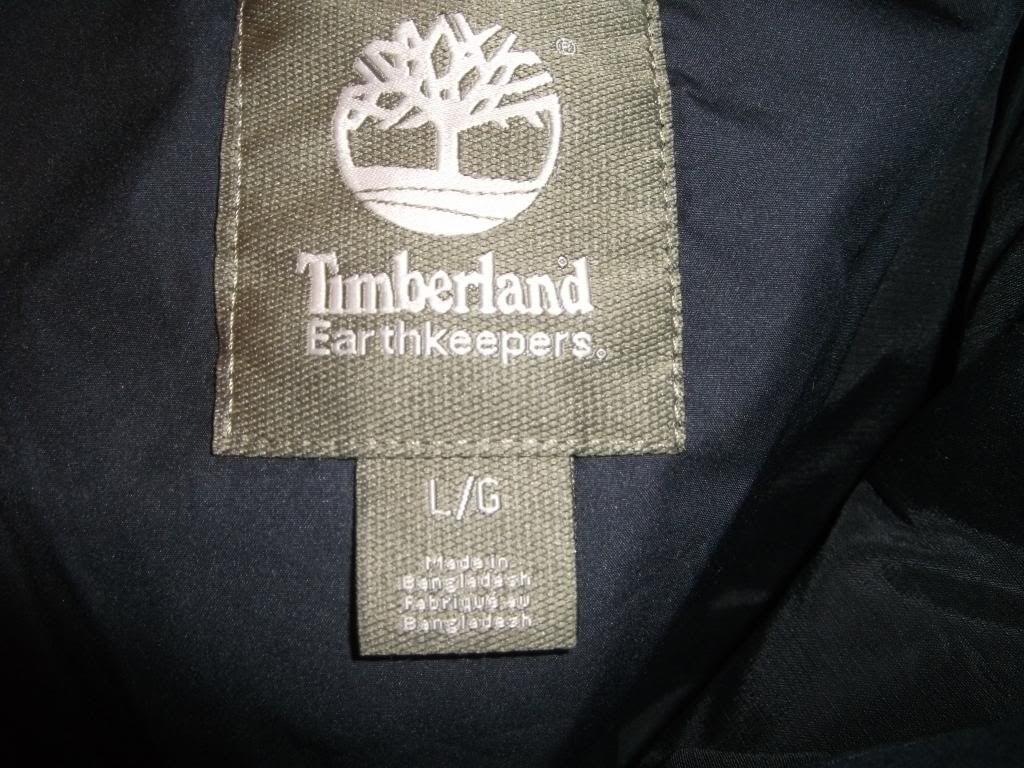 ®
Timberland®
Earthkeepers®
L/G
Made in
Bangladesh
Fabriqué au
Bangladesh